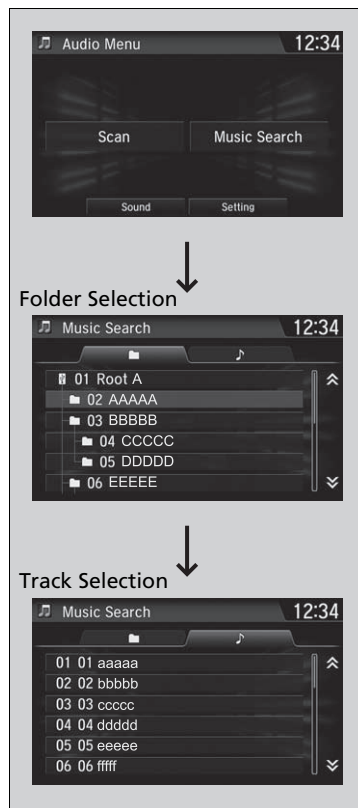 Audio Menu 12:34
Scan Music Search
Sound Setting
Folder Selection
Music Search 12:34
01 Root A
02 AAAAA
03 BBBBB
04 CCCCC
05 DDDDD
06 EEEEE
Track Selection
Music Search 12:34
01 01 aaaaa
02 02 bbbbb
03 03 ccccc
04 04 ddddd
05 05 eeeee
06 06 fffff